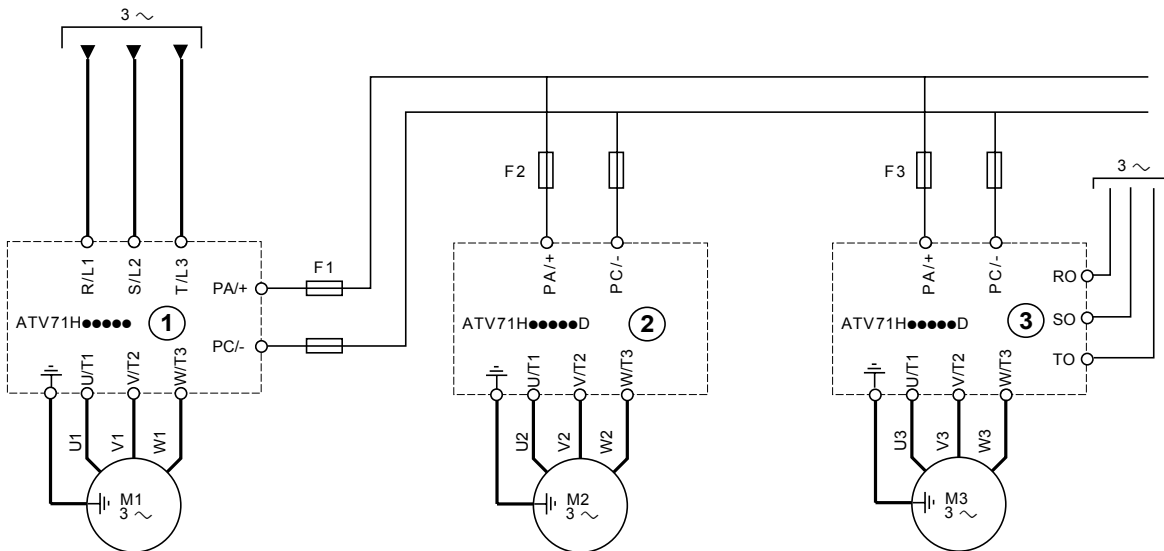 3 ~
R/L1
S/L2
T/L3
PA/+
F1
PC/-
ATV71H●●●●●
1
U/T1
V/T2
W/T3
U1
V1
W1
M1
3 ~
F2
PA/+
PC/-
ATV71H●●●●●D
2
U/T1
V/T2
W/T3
U2
V2
W2
M2
3 ~
F3
3 ~
PA/+
PC/-
RO
SO
TO
ATV71H●●●●●D
3
U/T1
V/T2
W/T3
U3
V3
W3
M3
3 ~